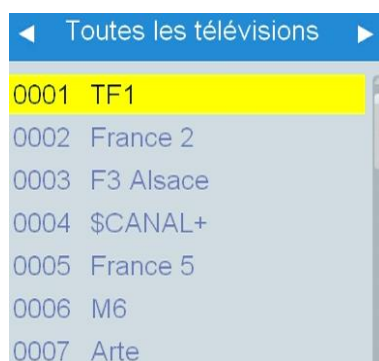 Toutes les télévisions
0001 TF1
0002 France 2
0003 F3 Alsace
0004 $CANAL+
0005 France 5
0006 M6
0007 Arte